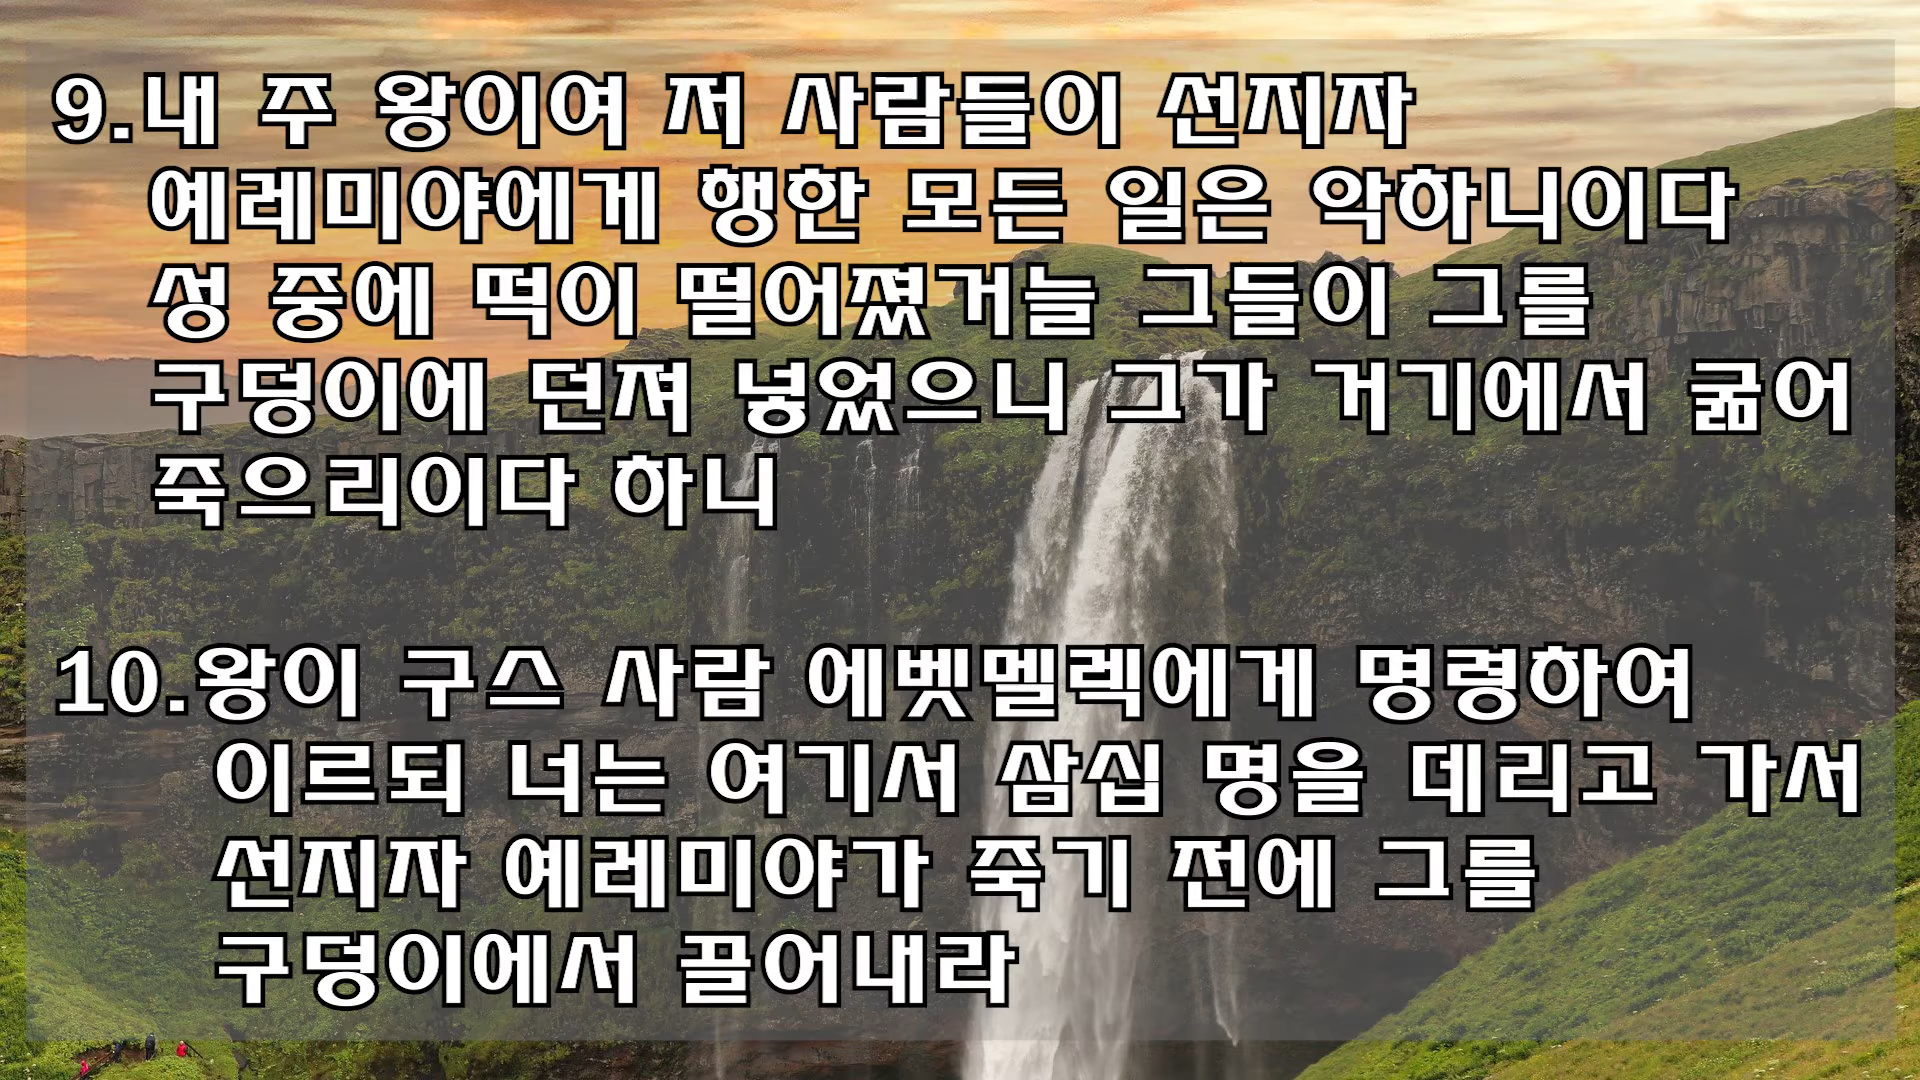 9.내 주 왕이여 저 사람들이 선지자
예레미야에게 행한 모든 일은 악하니이다
성 중에 떡이 떨어졌거늘 그들이 그를
구덩이에 던져 넣었으니 그가 거기에서 굶어
죽으리이다 하니
10.왕이 구스 사람 에벳멜렉에게 명령하여
이르되 너는 여기서 삼십 명을 데리고 가서
선지자 예레미야가 죽기 전에 그를
구덩이에서 끌어내라